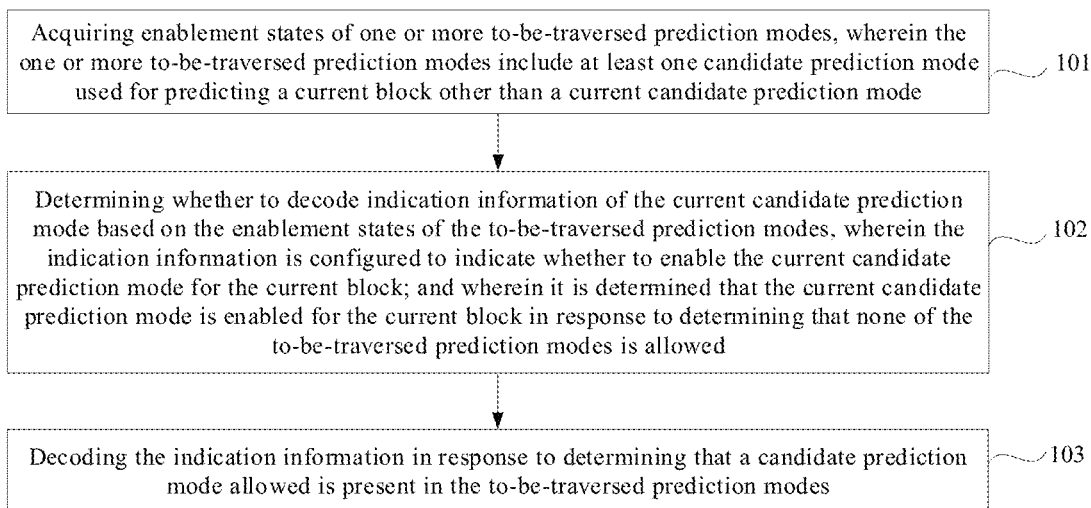 Acquiring enablement states of one or more to-be-traversed prediction modes, wherein the
one or more to-be-traversed prediction modes include at least one candidate prediction mode
used for predicting a current block other than a current candidate prediction mode
101
Determining whether to decode indication information of the current candidate prediction
mode based on the enablement states of the to-be-traversed prediction modes, wherein the
indication information is configured to indicate whether to enable the current candidate
prediction mode for the current block; and wherein it is determined that the current candidate
prediction mode is enabled for the current block in response to determining that none of the
to-be-traversed prediction modes is allowed
102
Decoding the indication information in response to determining that a candidate prediction
mode allowed is present in the to-be-traversed prediction modes
103